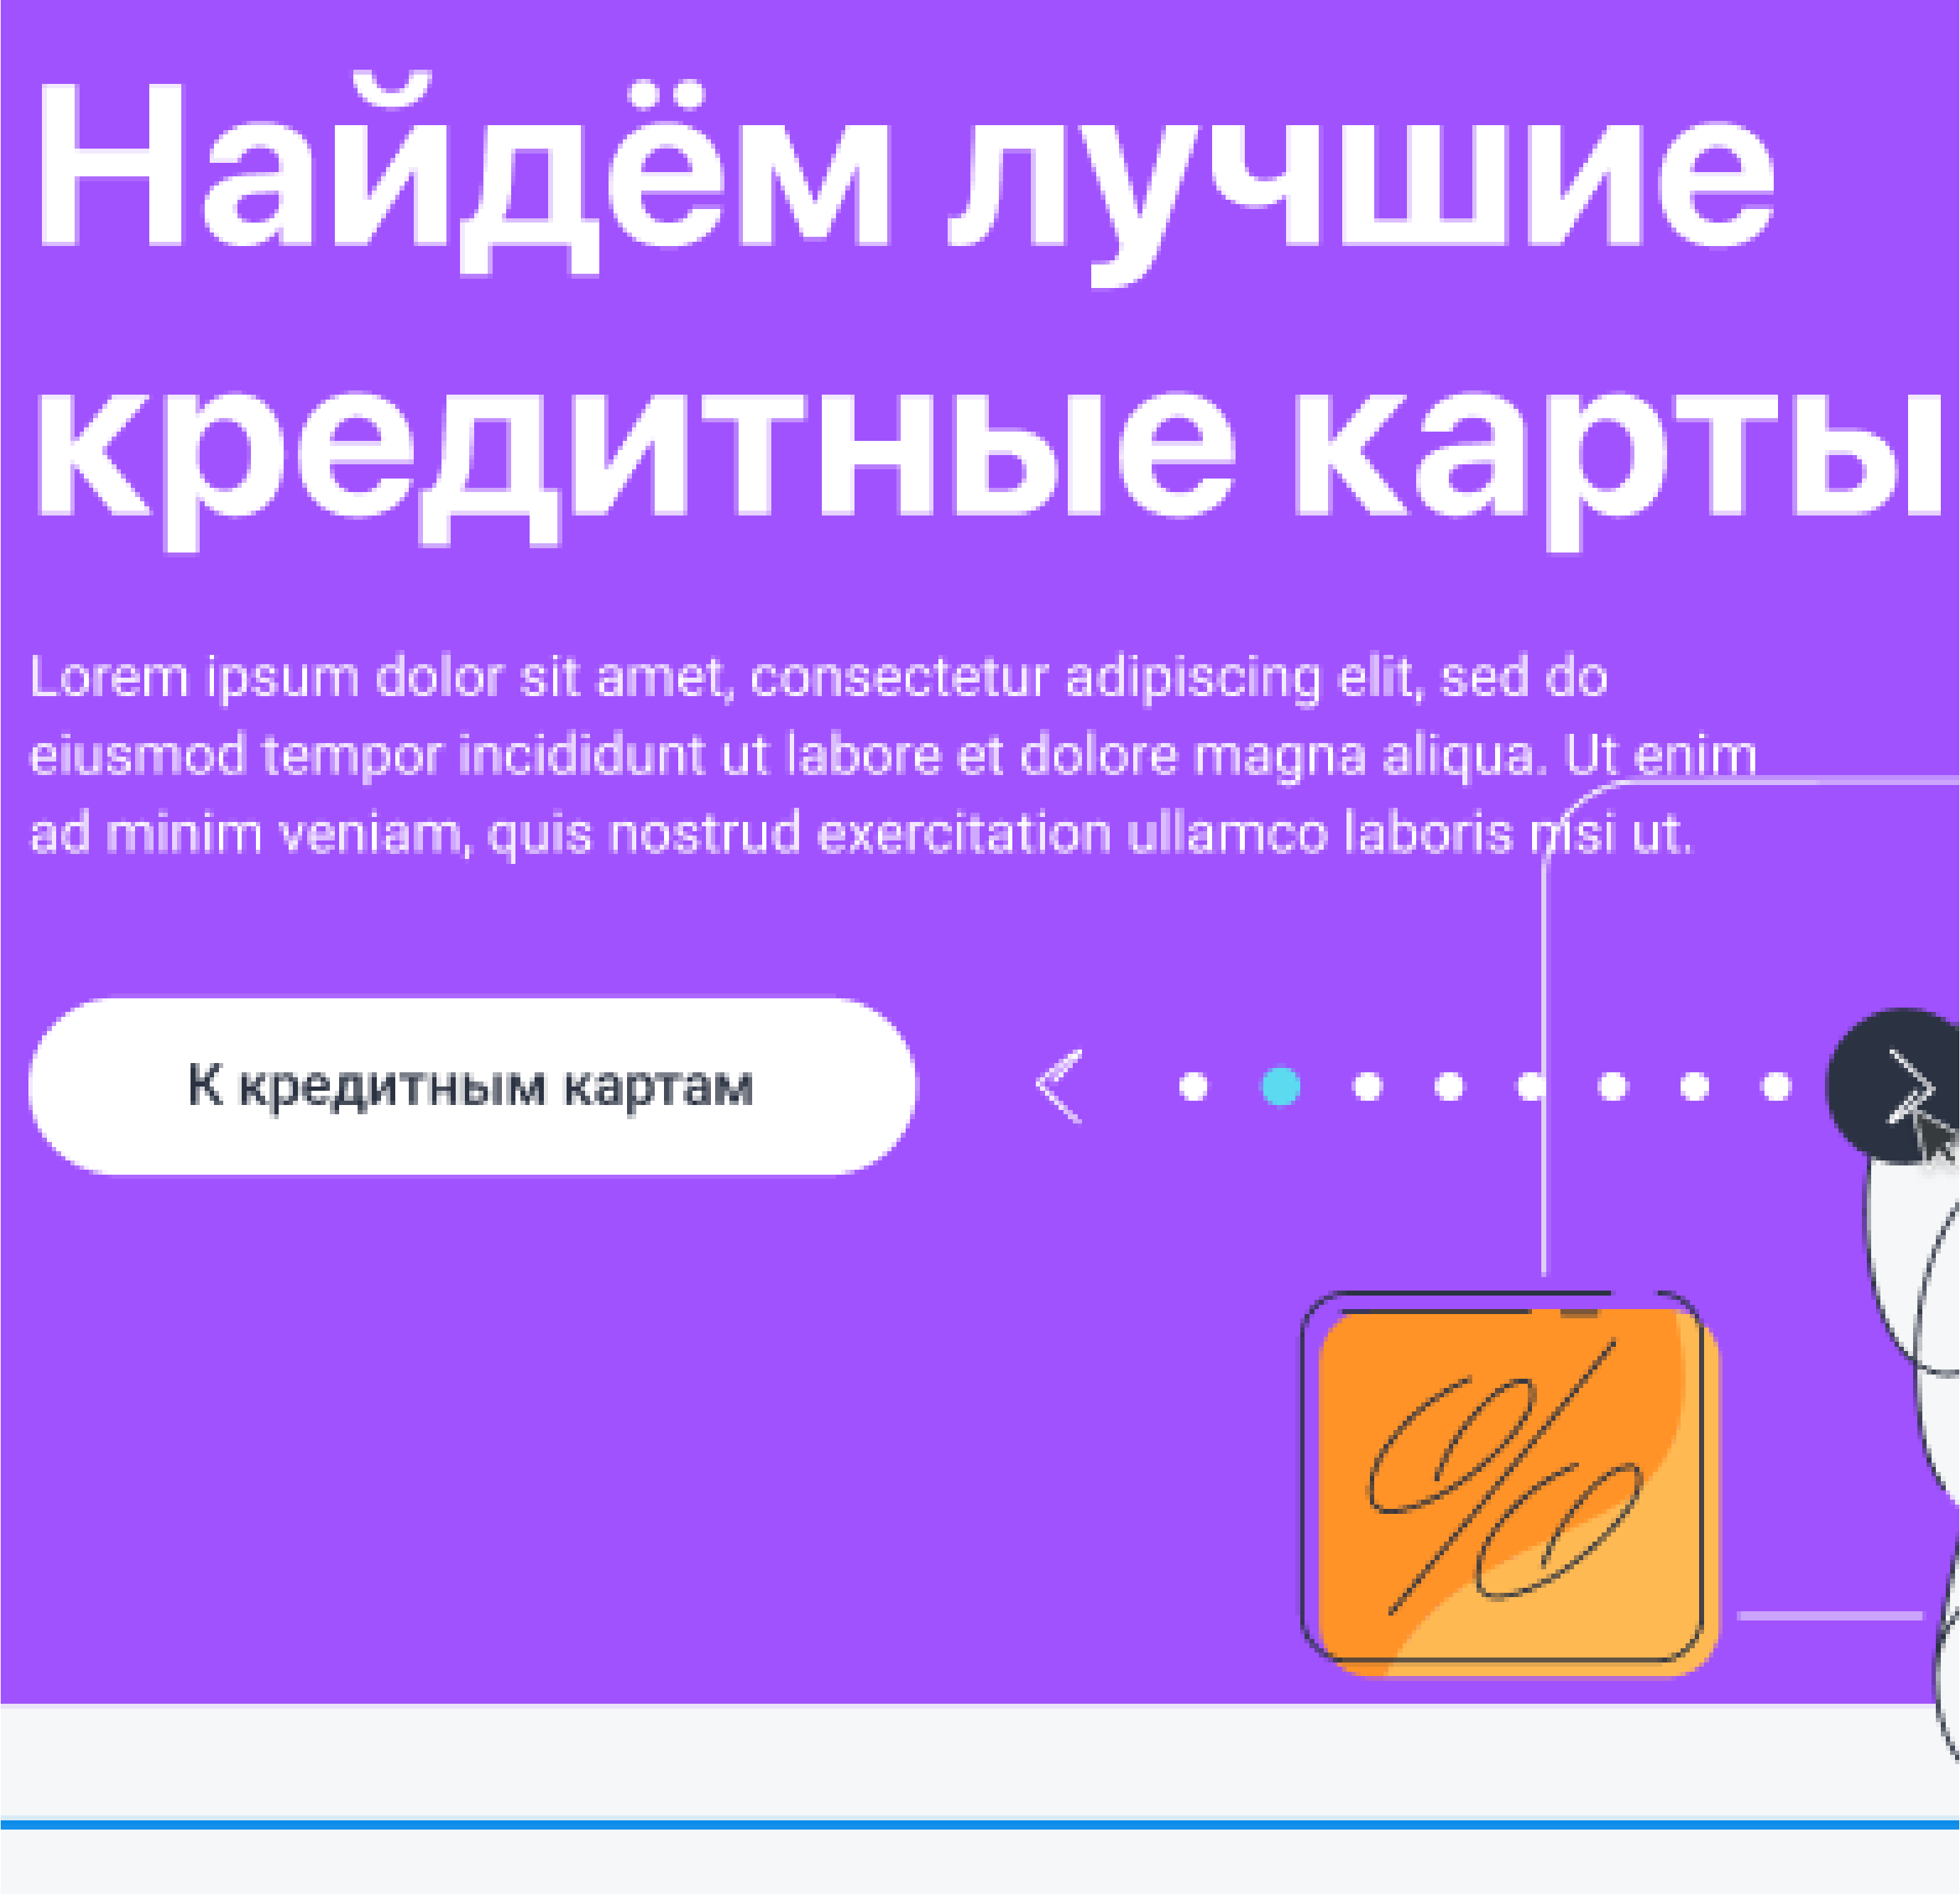 Найдём лучшие
кредитные карты
Lorem ipsum dolor sit amet, consectetur adipiscing elit, sed do
eiusmod tempor incididunt ut labore et dolore magna aliqua. Ut enim
ad minim veniam, quis nostrud exercitation ullamco laboris nisi ut.
К кредитным картам
%